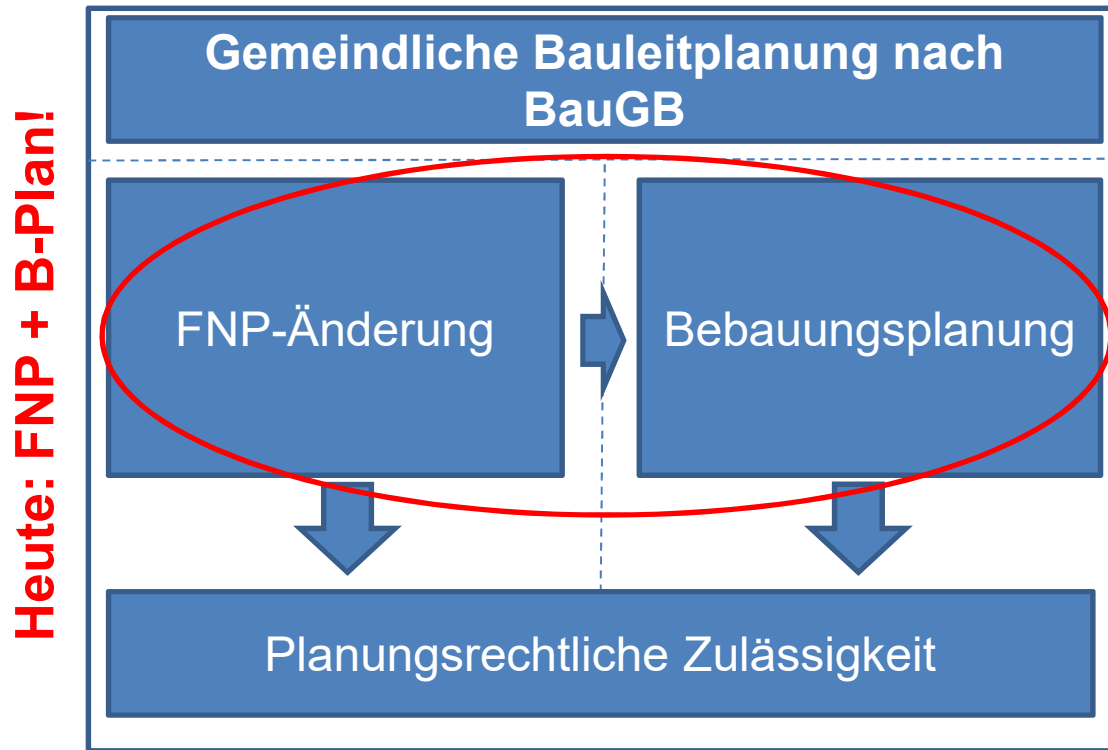 Gemeindliche Bauleitplanung nach
BauGB
Heute: FNP + B-Plan!
FNP-Änderung
Bebauungsplanung
Planungsrechtliche Zulässigkeit